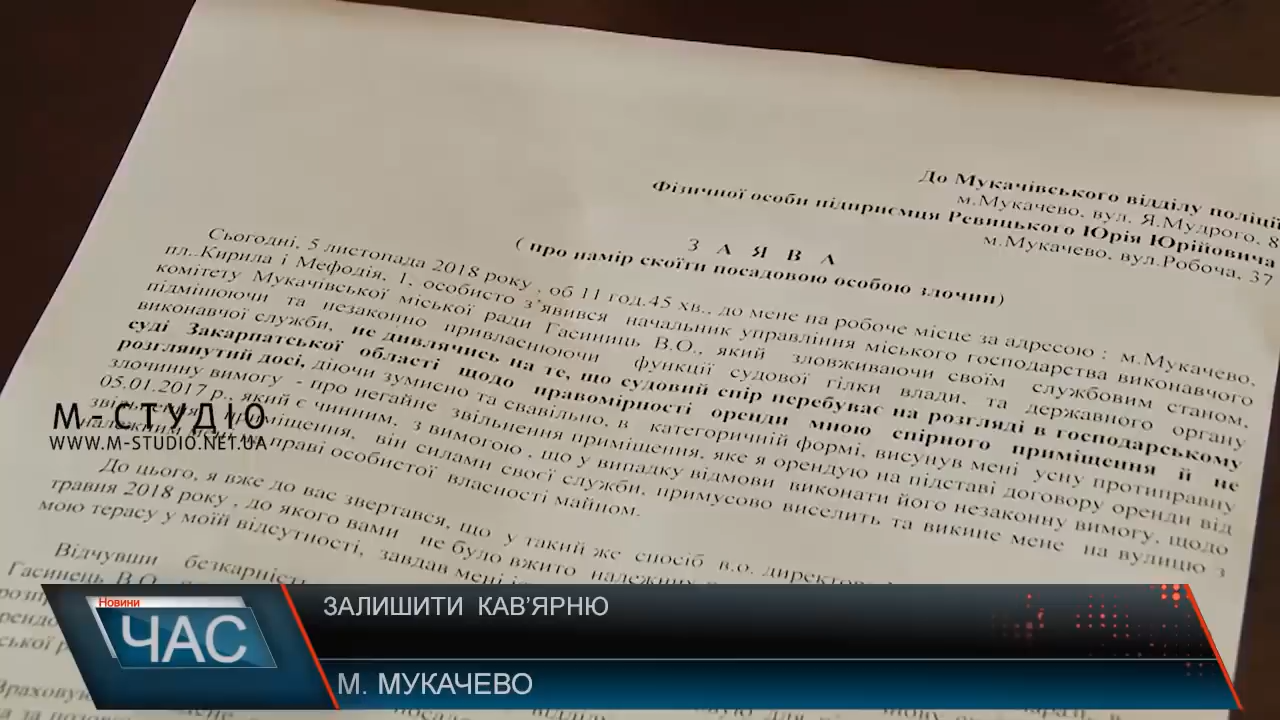 До Мукачівського відділу поліції
м.Мукачево, вул. Я.Мудрого, 8
Фізичної особи підприємця Ревицького Юрія Юрійовича
м.Мукачево, вул.Робоча, 37
З А Я В А
( про намір скоїти посадовою особою злочин)
Сьогодні, 5 листопада 2018 року , об 11 год.45 хв., до мене на робоче місце за адресою : м.Мукачево,
пл..Кирила і Мефодія, 1, особисто з’явився начальник управління міського господарства виконавчого
комітету Мукачівської міської ради Гасиниць В.О., який зловживаючи своїм службовим станом,
підмінюючи та незаконно привласнюючи функції судової гілки влади, та державного органу
виконавчої служби, не дивлячись на те, що судовий спір перебуває на розгляді в господарському
суді Закарпатської області щодо правомірності оренди мною спірного приміщення й не
розглянутий досі, діючи зумисно та свавільно, в категоричній формі, висунув мені усну протиправну
злочинну вимогу - про негайне звільнення приміщення, яке я орендую на підставі договору оренди від
05.01.2017 р., який є чинним, з вимогою , що у випадку відмови виконати його незаконну вимогу, щодо
звільнення приміщення, він силами своєї служби, примусово виселить та викине мене на вулицю з
належним мені на праві особистої власності майном.
До цього, я вже до вас звертався, що у такий же спосіб в.о. директора
травня 2018 року , до якого вами не було вжито належних
мою терасу у моїй відсутності, завдав мені
Відчувши безкарність
Гасинець В.О.
ської
Враховую
М-СТУДІО
WWW.M-STUDIO.NET.UA
Новини
ЧАС
ЗАЛИШИТИ КАВ’ЯРНЮ
М. МУКАЧЕВО